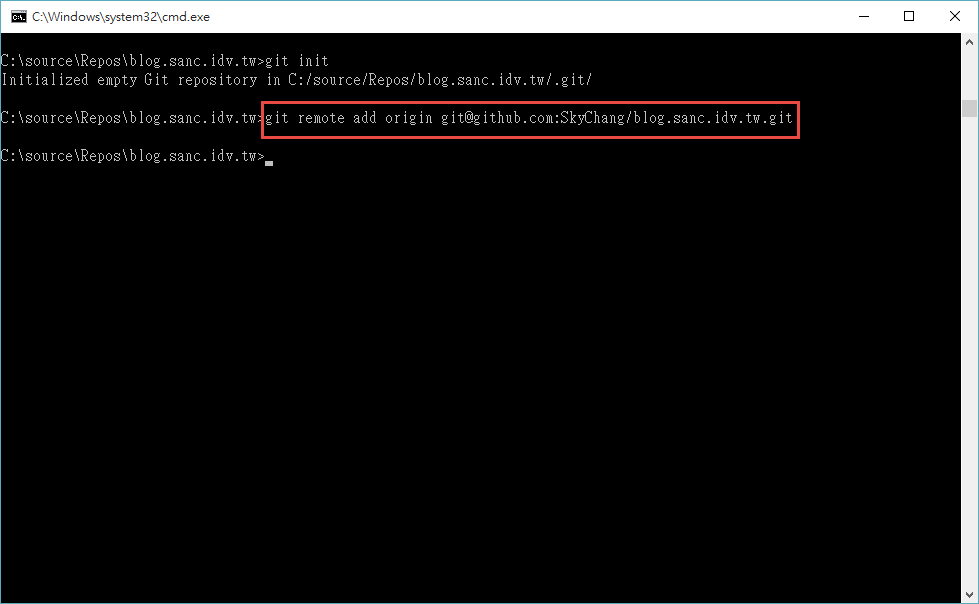 C:\Windows\system32\cmd.exe
C:\source\Repos\blog.sanc.idv.tw>git init
Initialized empty Git repository in C:/source/Repos/blog.sanc.idv.tw/.git/
C:\source\Repos\blog.sanc.idv.tw>git remote add origin git@github.com:SkyChang/blog.sanc.idv.tw.git
C:\source\Repos\blog.sanc.idv.tw>